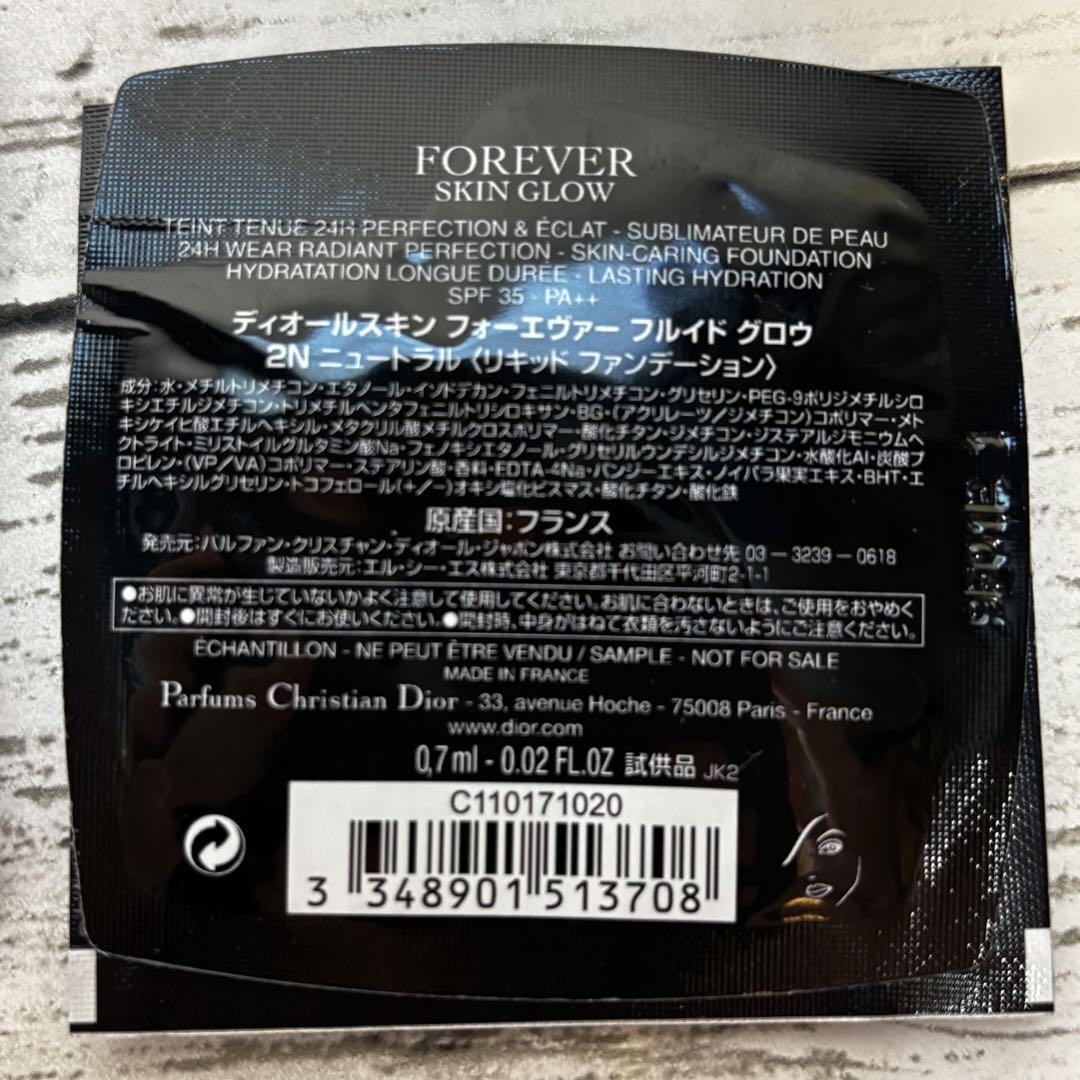 FOREVER
SKIN GLOW
TEINT TENUE 24H PERFECTION & ÉCLAT - SUBLIMATEUR DE PEAU
24H WEAR RADIANT PERFECTION - SKIN-CARING FOUNDATION
HYDRATATION LONGUE DURÉE - LASTING HYDRATION
SPF 35 - PA++
ディオールスキン フォーエヴァー フルイド グロウ
2N ニュートラル〈リキッド ファンデーション〉
成分:水・メチルトリメチコン・エタノール・イソドデカン・フェニルトリメチコン・グリセリン・PEG-9ポリジメチルシロ
キシエチルジメチコン・トリメチルペンタフェニルトリシロキサン・BG・(アクリレーツ/ジメチコン)コポリマー・メト
キシケイヒ酸エチルヘキシル・メタクリル酸メチルクロスポリマー・酸化チタン・ジメチコン・ジステアルジモニウムヘ
クトライト・ミリストイルグルタミン酸Na・フェノキシエタノール・グリセリルウンデシルジメチコン・水酸化Al・炭酸プ
ロピレン・(VP/VA)コポリマー・ステアリン酸・香料・EDTA-4Na・パンジーエキス・ノイバラ果実エキス・BHT・エ
チルヘキシルグリセリン・トコフェロール(+/-)オキシ塩化ビスマス・酸化チタン・酸化鉄
原産国:フランス
発売元:パルファン・クリスチャン・ディオール・ジャポン株式会社 お問い合わせ先 03-3239-0618
製造販売元:エル・シー・エス株式会社 東京都千代田区平河町2-1-1
●お肌に異常が生じていないかよく注意して使用してください。お肌に合わないときは、ご使用をおやめく
ださい。●開封後はすぐにお使いください。●開封時、中身がはねて衣類を汚さないようにご注意ください。
ÉCHANTILLON - NE PEUT ÊTRE VENDU / SAMPLE - NOT FOR SALE
MADE IN FRANCE
Parfums Christian Dior - 33, avenue Hoche - 75008 Paris - France
www.dior.com
0,7 ml - 0.02 FL.OZ 試供品 JK2
C110171020
3 348901 513708